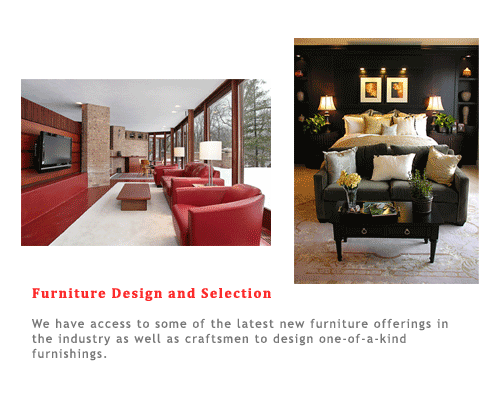 Furniture Design and Selection
We have access to some of the latest new furniture offerings in
the industry as well as craftsmen to design one-of-a-kind
furnishings.